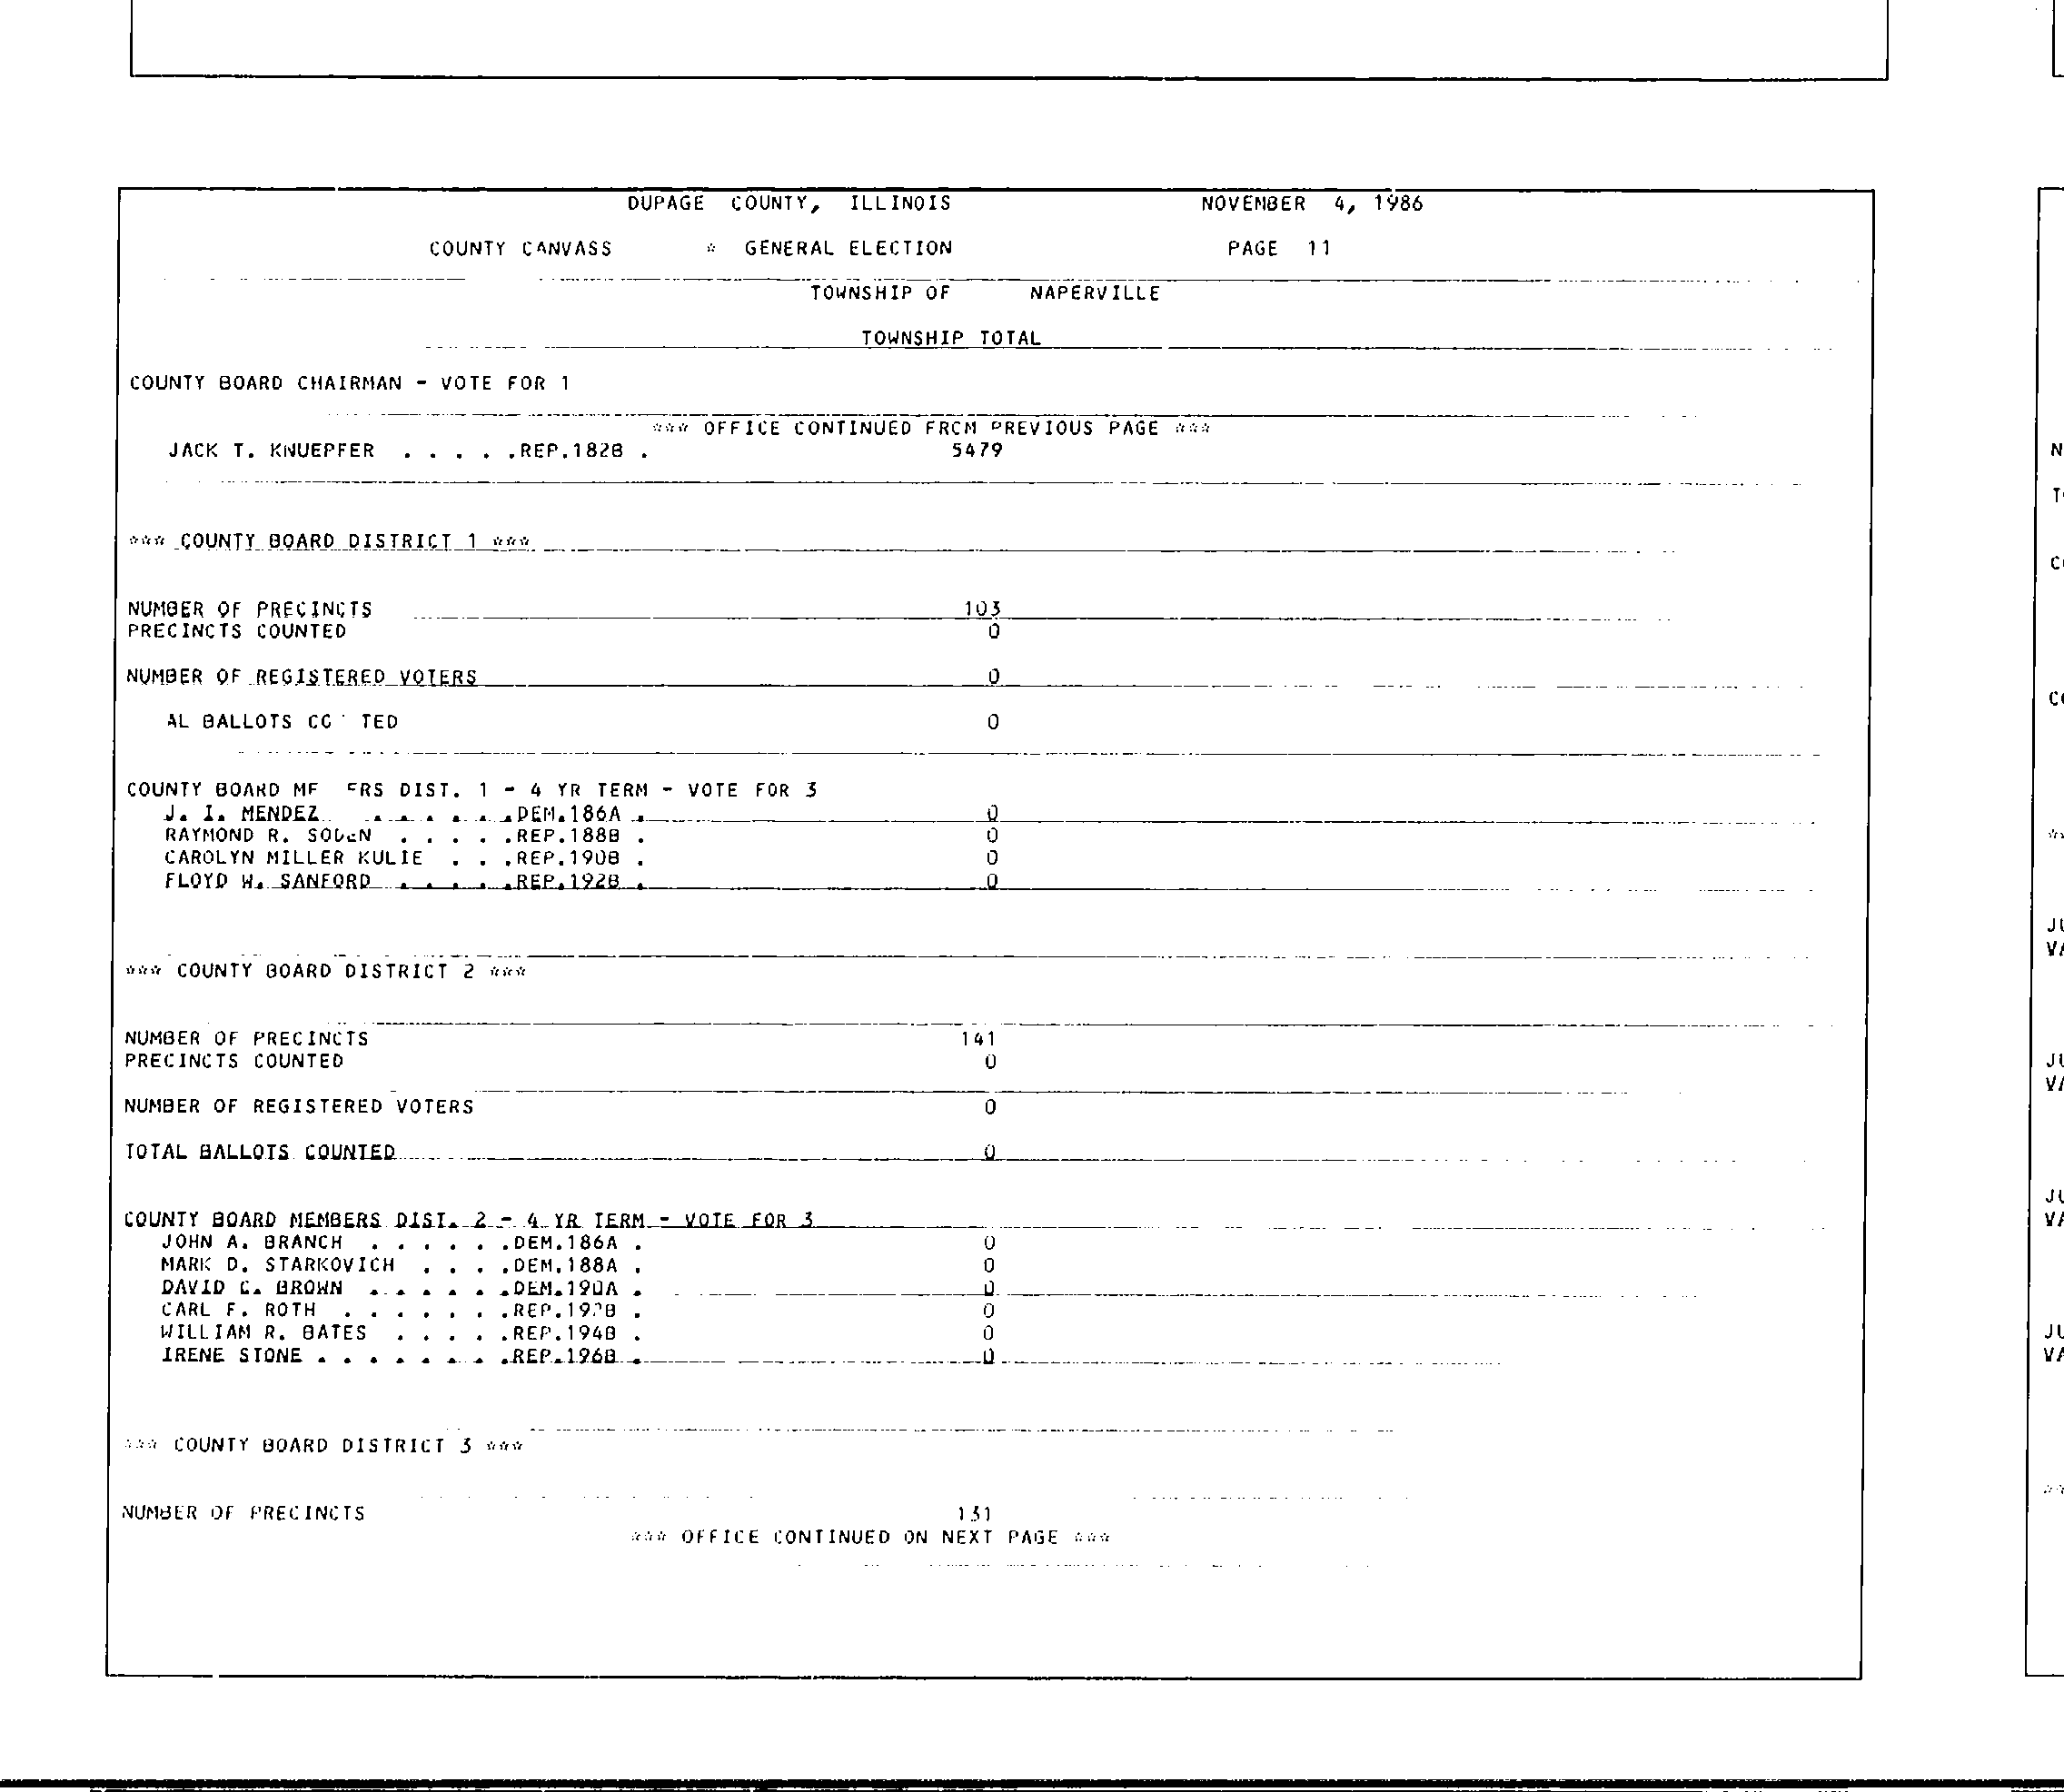 DUPAGE COUNTY, ILLINOIS NOVEMBER 4, 1986
COUNTY CANVASS * GENERAL ELECTION PAGE 11
TOWNSHIP OF NAPERVILLE
TOWNSHIP TOTAL
COUNTY BOARD CHAIRMAN - VOTE FOR 1
*** OFFICE CONTINUED FROM PREVIOUS PAGE ***
JACK T. KNUEPFER . . . . . .REP.182B . 5479
*** COUNTY BOARD DISTRICT 1 ***
NUMBER OF PRECINCTS 103
PRECINCTS COUNTED 0
NUMBER OF REGISTERED VOTERS 0
AL BALLOTS CO TED 0
COUNTY BOARD ME ERS DIST. 1 - 4 YR TERM - VOTE FOR 3
J. I. MENDEZ . . . . . . .DEM.186A . 0
RAYMOND R. SODEN . . . . . .REP.188B . 0
CAROLYN MILLER KULIE . . .REP.190B . 0
FLOYD W. SANFORD . . . . . .REP.192B . 0
*** COUNTY BOARD DISTRICT 2 ***
NUMBER OF PRECINCTS 141
PRECINCTS COUNTED 0
NUMBER OF REGISTERED VOTERS 0
TOTAL BALLOTS COUNTED 0
COUNTY BOARD MEMBERS DIST. 2 - 4 YR TERM - VOTE FOR 3
JOHN A. BRANCH . . . . . .DEM.186A . 0
MARK D. STARKOVICH . . . .DEM.188A . 0
DAVID C. BROWN . . . . . .DEM.190A . 0
CARL F. ROTH . . . . . . .REP.192B . 0
WILLIAM R. BATES . . . . .REP.194B . 0
IRENE STONE . . . . . . . .REP.196B . 0
*** COUNTY BOARD DISTRICT 3 ***
NUMBER OF PRECINCTS 131
*** OFFICE CONTINUED ON NEXT PAGE ***